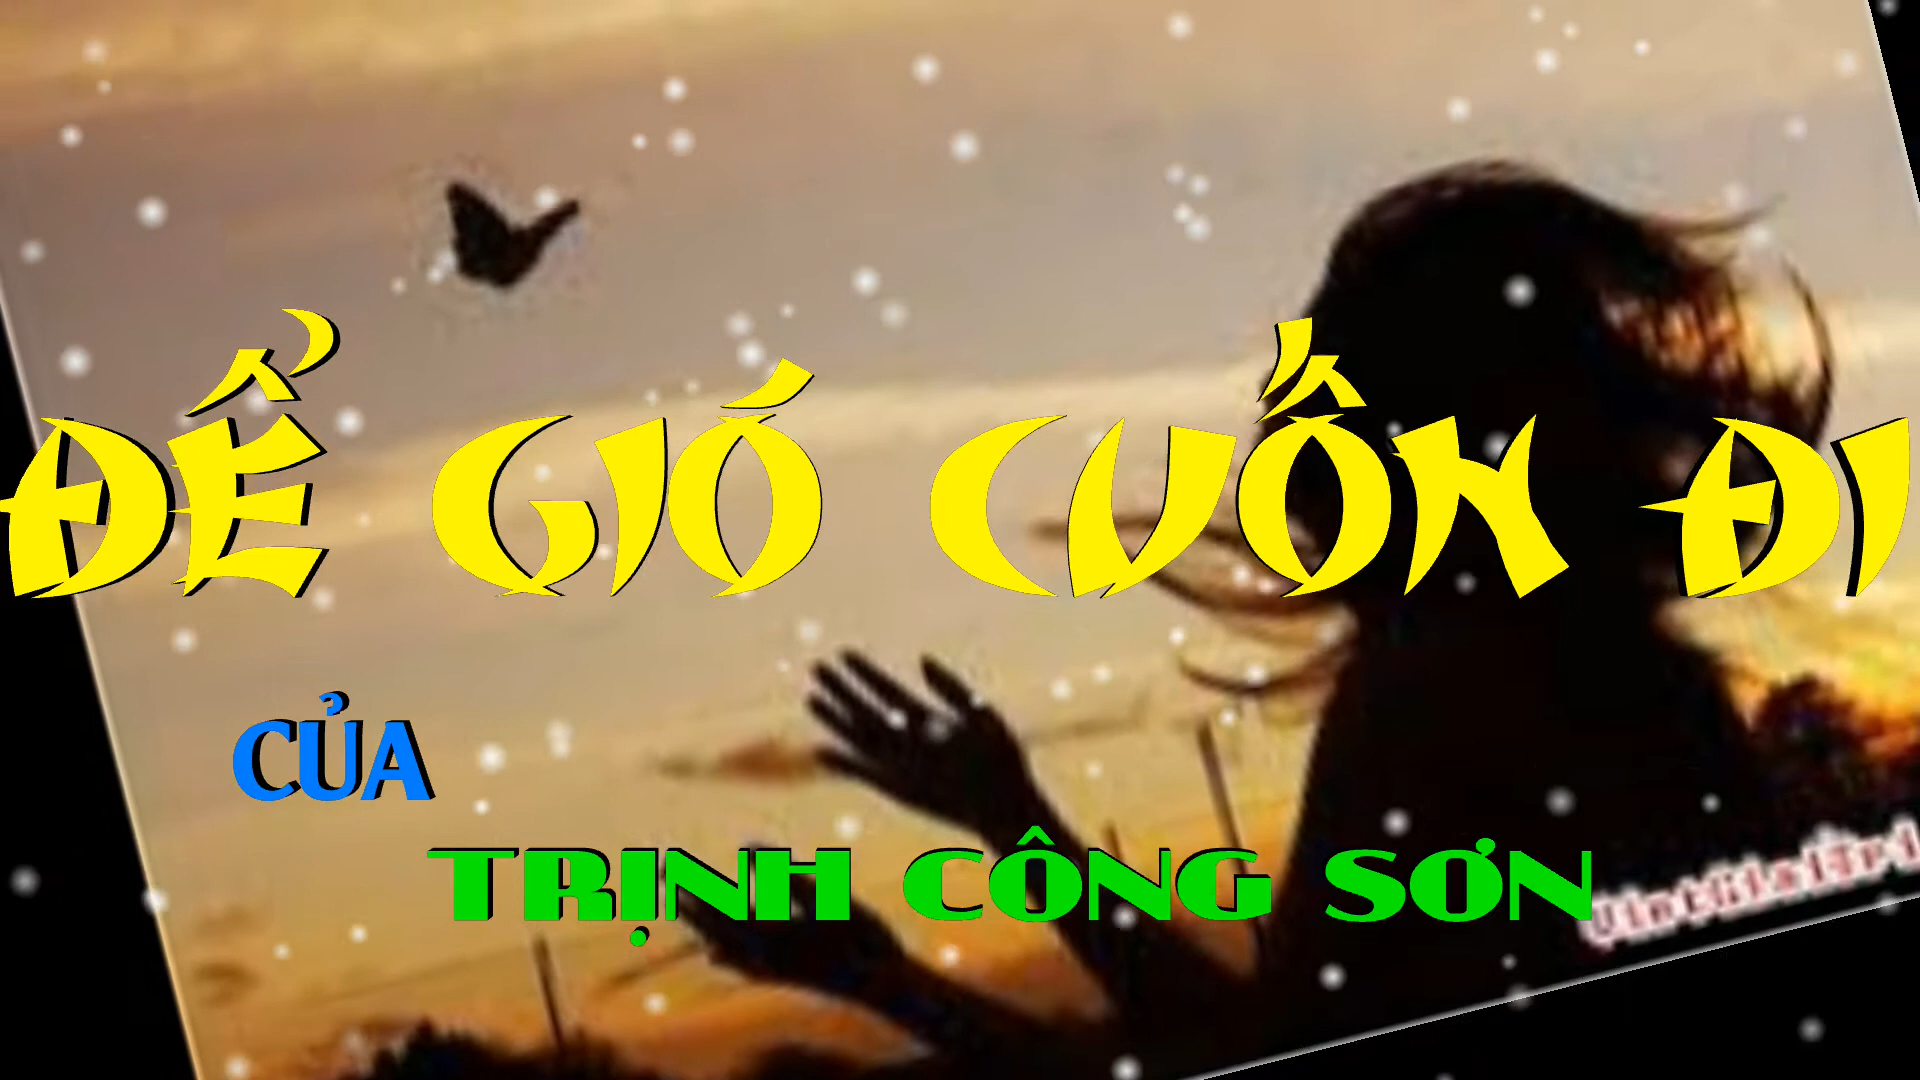 ĐỂ GIÓ CUỐN ĐI
CỦA
TRỊNH CÔNG SƠN